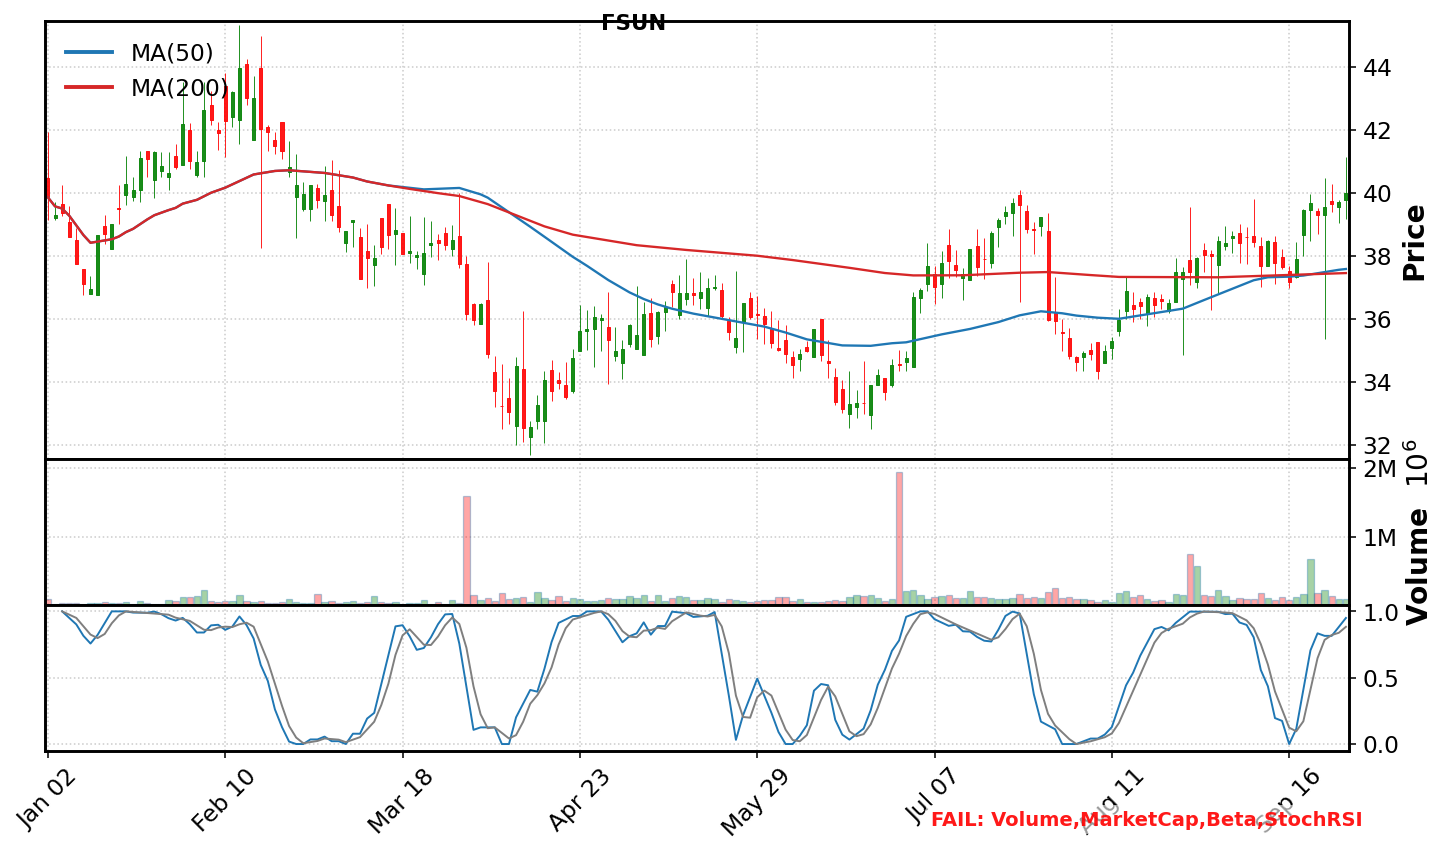 FSUN
MA(50)
MA(200)
44
42
40
38
36
34
32
Price
2M
1M
Volume 10^6
1.0
0.5
0.0
Jan 02
Feb 10
Mar 18
Apr 23
May 29
Jul 07
Aug 11
Sep 16
FAIL: Volume,MarketCap,Beta,StochRSI